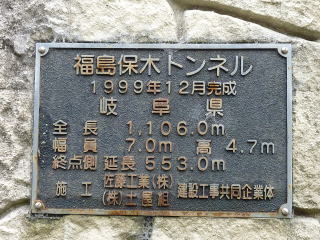 福島保木トンネル
1999年12月完成
岐阜県
全長 1,106.0m
幅員 7.0m 高 4.7m
終点側 延長 553.0m
施工 佐藤工業(株) 建設工事共同企業体
(株)土屋組